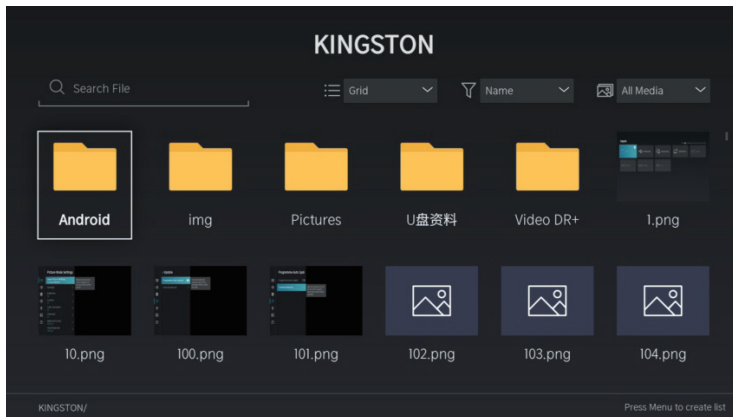 KINGSTON
Search File
Grid
Name
All Media
Android
img
Pictures
U盘资料
Video DR+
1.png
10.png
100.png
101.png
102.png
103.png
104.png
KINGSTON/
Press Menu to create list